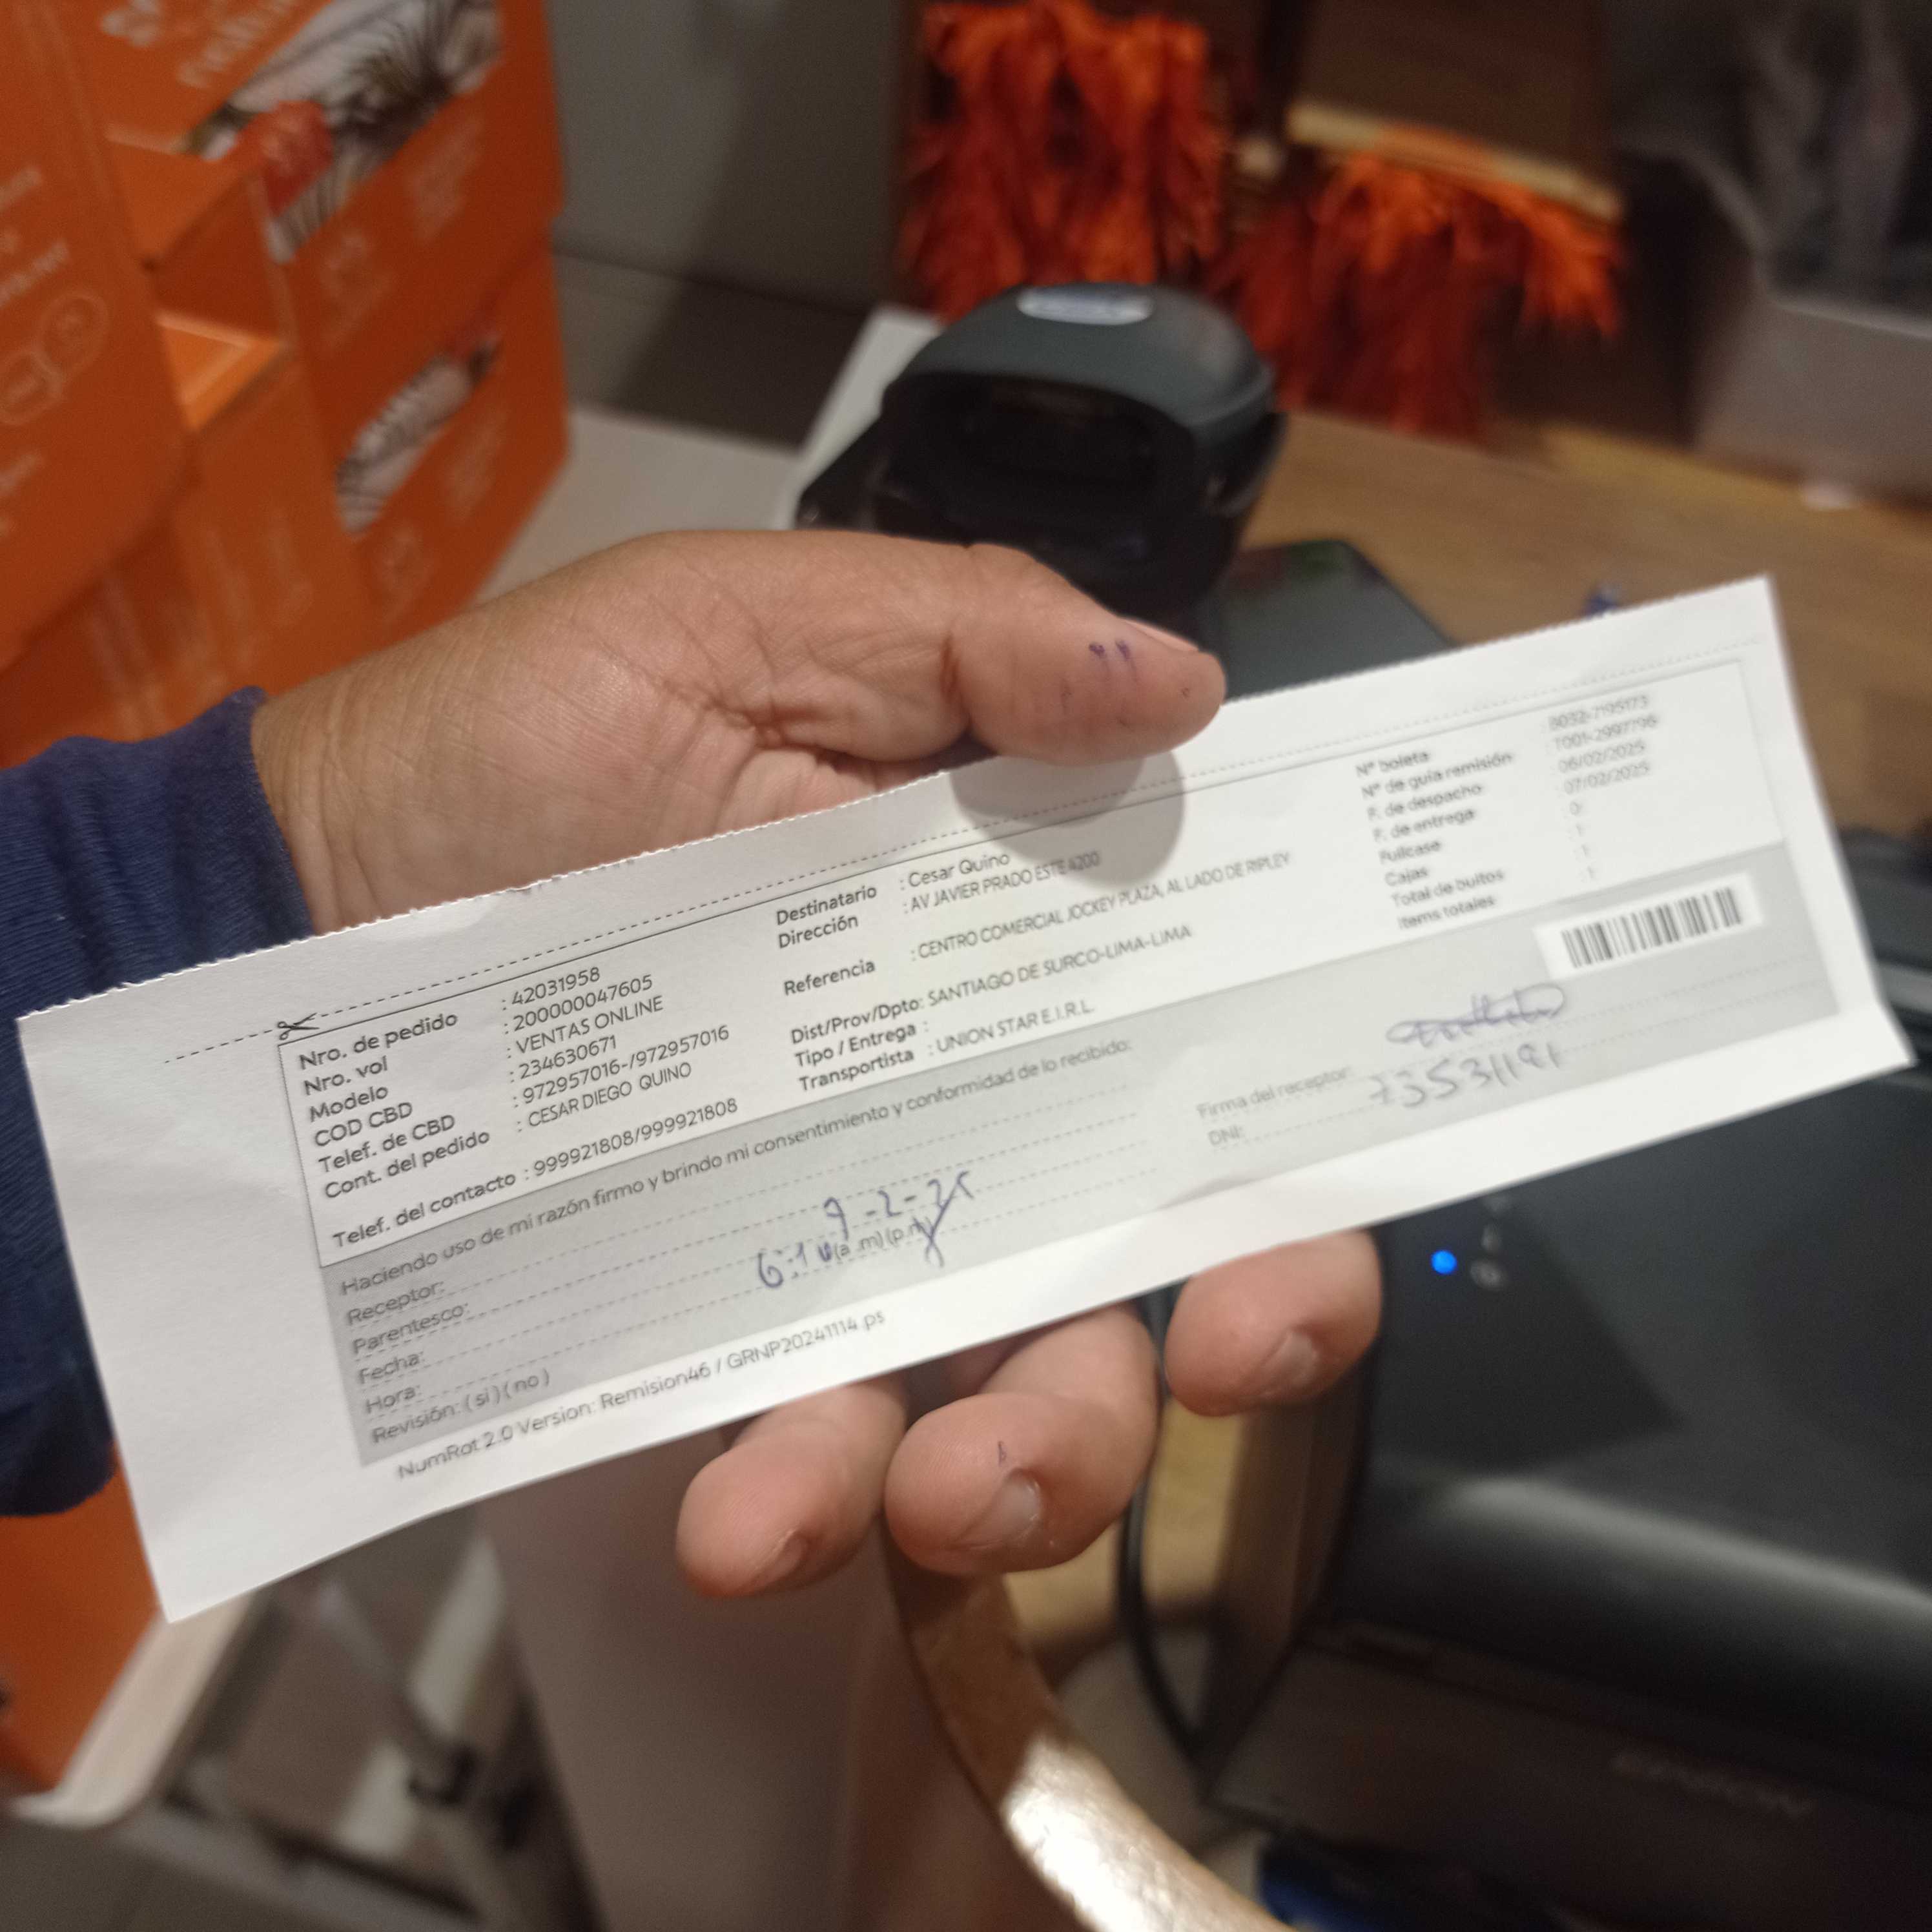 Nro. de pedido : 42031958
Nro. vol : 200000047605
Modelo : VENTAS ONLINE
COD CBD : 234630671
Telef. de CBD : 972957016-/972957016
Cont. del pedido : CESAR DIEGO QUINO
Telef. del contacto : 999921808/999921808
Destinatario : Cesar Quino
Dirección : AV JAVIER PRADO ESTE 4200
Referencia : CENTRO COMERCIAL JOCKEY PLAZA, AL LADO DE RIPLEY
Dist/Prov/Dpto: SANTIAGO DE SURCO-LIMA-LIMA
Tipo / Entrega :
Transportista : UNION STAR E.I.R.L.
N° boleta : B032-7195173
N° de guía remisión : T001-2997796
F. de despacho : 06/02/2025
F. de entrega : 07/02/2025
Fullcase : 0
Cajas : 1
Total de bultos : 1
Items totales : 1
Haciendo uso de mi razón firmo y brindo mi consentimiento y conformidad de lo recibido:
Receptor:
Parentesco:
Fecha: 9-2-25
Hora: (a .m) (p.m)
Revisión: ( si ) ( no )
Firma del receptor:
DNI: 73531191
NumRot 2.0 Version: Remision46 / GRNP20241114.ps